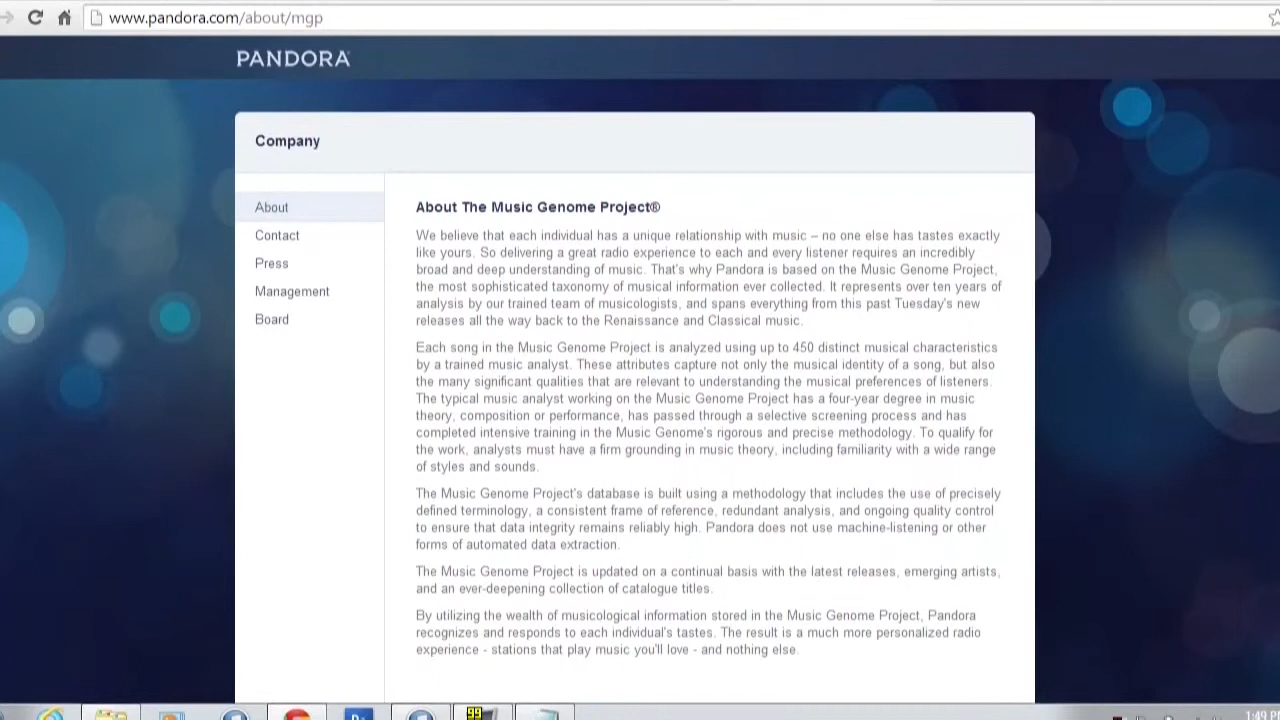 www.pandora.com/about/mgp
PANDORA
Company
About
Contact
Press
Management
Board
About The Music Genome Project®
We believe that each individual has a unique relationship with music – no one else has tastes exactly
like yours. So delivering a great radio experience to each and every listener requires an incredibly
broad and deep understanding of music. That's why Pandora is based on the Music Genome Project,
the most sophisticated taxonomy of musical information ever collected. It represents over ten years of
analysis by our trained team of musicologists, and spans everything from this past Tuesday's new
releases all the way back to the Renaissance and Classical music.
Each song in the Music Genome Project is analyzed using up to 450 distinct musical characteristics
by a trained music analyst. These attributes capture not only the musical identity of a song, but also
the many significant qualities that are relevant to understanding the musical preferences of listeners.
The typical music analyst working on the Music Genome Project has a four-year degree in music
theory, composition or performance, has passed through a selective screening process and has
completed intensive training in the Music Genome's rigorous and precise methodology. To qualify for
the work, analysts must have a firm grounding in music theory, including familiarity with a wide range
of styles and sounds.
The Music Genome Project's database is built using a methodology that includes the use of precisely
defined terminology, a consistent frame of reference, redundant analysis, and ongoing quality control
to ensure that data integrity remains reliably high. Pandora does not use machine-listening or other
forms of automated data extraction.
The Music Genome Project is updated on a continual basis with the latest releases, emerging artists,
and an ever-deepening collection of catalogue titles.
By utilizing the wealth of musicological information stored in the Music Genome Project, Pandora
recognizes and responds to each individual's tastes. The result is a much more personalized radio
experience - stations that play music you'll love - and nothing else.
99